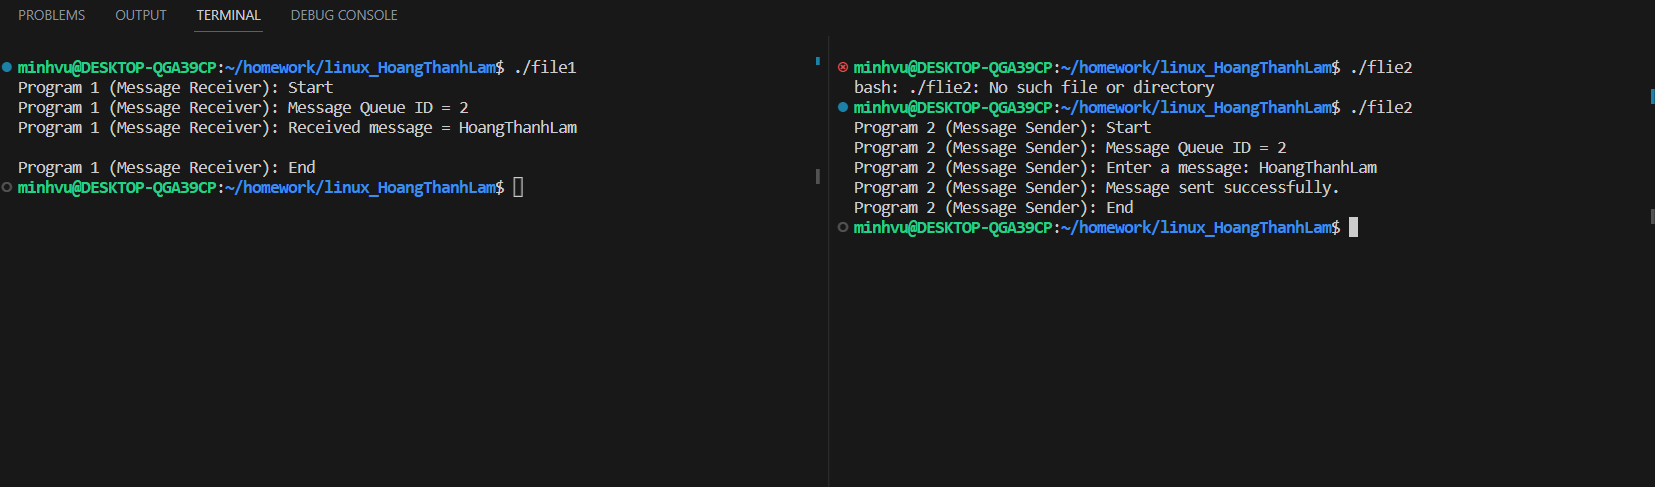 PROBLEMS OUTPUT TERMINAL DEBUG CONSOLE
minhvu@DESKTOP-QGA39CP:~/homework/linux_HoangThanhLam$ ./file1
Program 1 (Message Receiver): Start
Program 1 (Message Receiver): Message Queue ID = 2
Program 1 (Message Receiver): Received message = HoangThanhLam
Program 1 (Message Receiver): End
minhvu@DESKTOP-QGA39CP:~/homework/linux_HoangThanhLam$
minhvu@DESKTOP-QGA39CP:~/homework/linux_HoangThanhLam$ ./flie2
bash: ./flie2: No such file or directory
minhvu@DESKTOP-QGA39CP:~/homework/linux_HoangThanhLam$ ./file2
Program 2 (Message Sender): Start
Program 2 (Message Sender): Message Queue ID = 2
Program 2 (Message Sender): Enter a message: HoangThanhLam
Program 2 (Message Sender): Message sent successfully.
Program 2 (Message Sender): End
minhvu@DESKTOP-QGA39CP:~/homework/linux_HoangThanhLam$